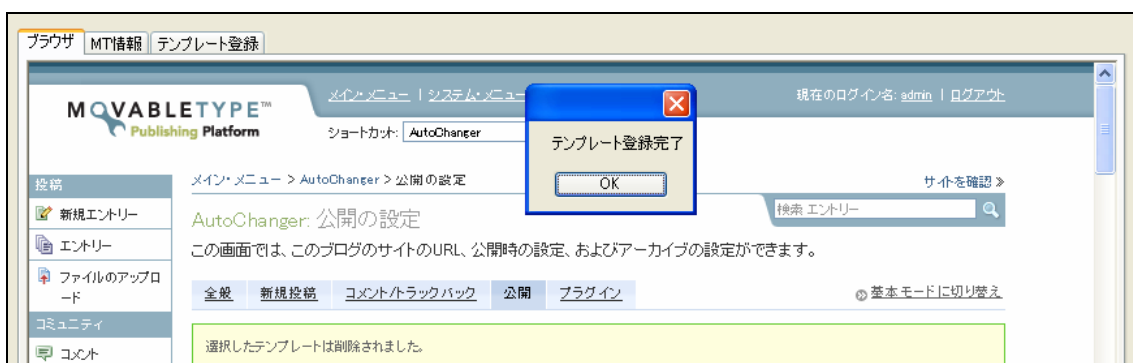 ブラウザ MT情報 テンプレート登録
MOVABLETYPE™
Publishing Platform
メイン・メニュー | システム・メニュー
現在のログイン名: admin | ログアウト
ショートカット: AutoChanger
テンプレート登録完了
OK
メイン・メニュー > AutoChanger > 公開の設定
サイトを確認 »
投稿
新規エントリー
エントリー
ファイルのアップロ
ード
コミュニティ
コメント
AutoChanger: 公開の設定
検索 エントリー
この画面では、このブログのサイトのURL、公開時の設定、およびアーカイブの設定ができます。
全般 新規投稿 コメント/トラックバック 公開 プラグイン
基本モードに切り替え
選択したテンプレートは削除されました。